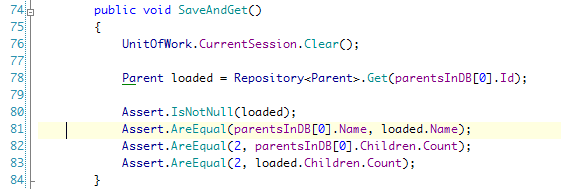 74 public void SaveAndGet()
75 {
76 UnitOfWork.CurrentSession.Clear();
77
78 Parent loaded = Repository<Parent>.Get(parentsInDB[0].Id);
79
80 Assert.IsNotNull(loaded);
81 Assert.AreEqual(parentsInDB[0].Name, loaded.Name);
82 Assert.AreEqual(2, parentsInDB[0].Children.Count);
83 Assert.AreEqual(2, loaded.Children.Count);
84 }